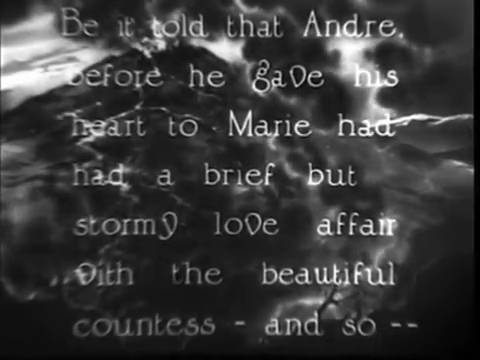 Be it told that Andre,
before he gave his
heart to Marie had
had a brief but
stormy love affair
with the beautiful
countess - and so --